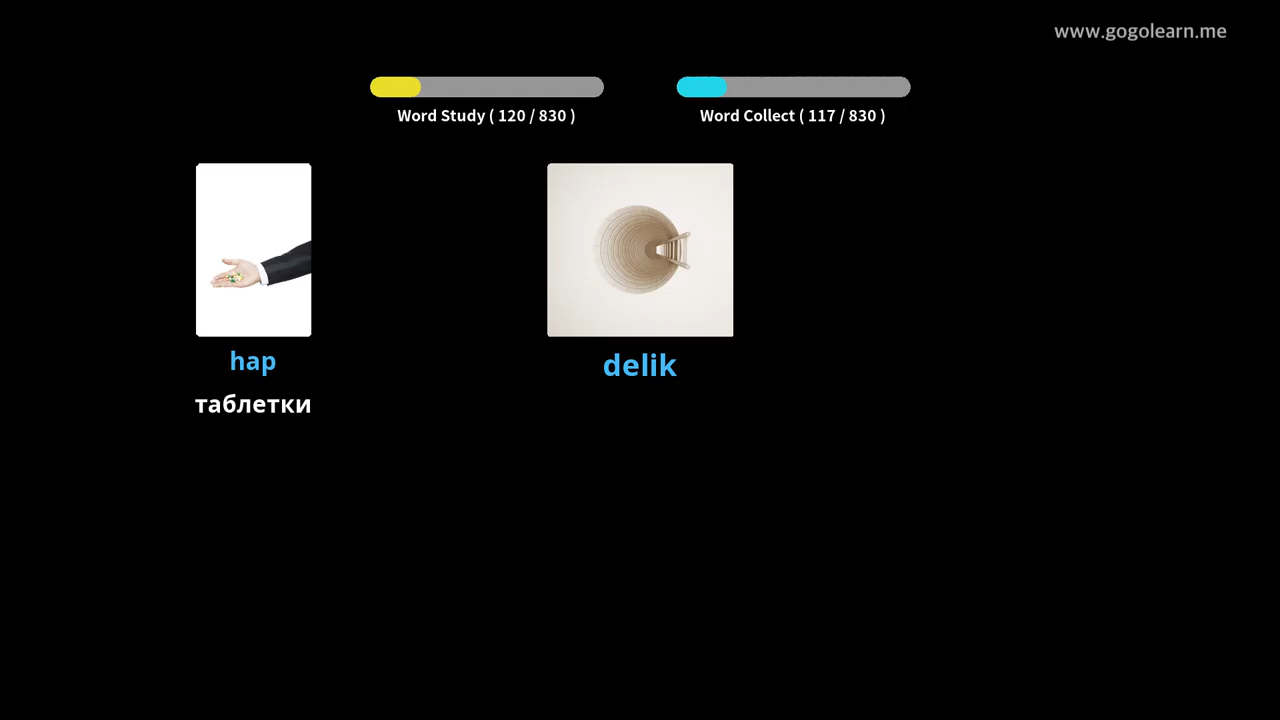 www.gogolearn.me
Word Study ( 120 / 830 )
Word Collect ( 117 / 830 )
hap
таблетки
delik